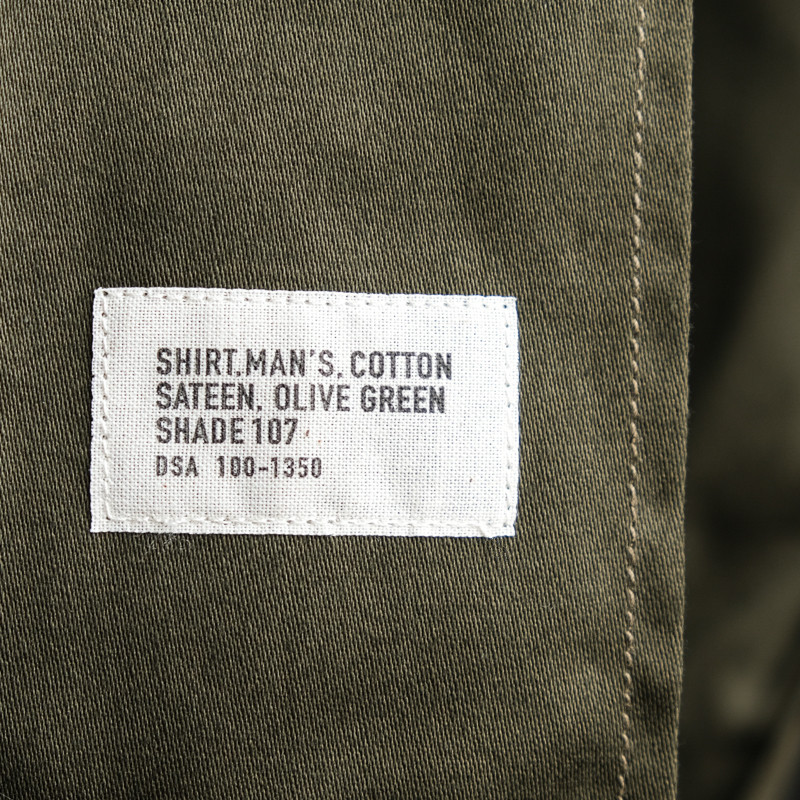 SHIRT.MAN'S, COTTON
SATEEN, OLIVE GREEN
SHADE 107
DSA 100-1350